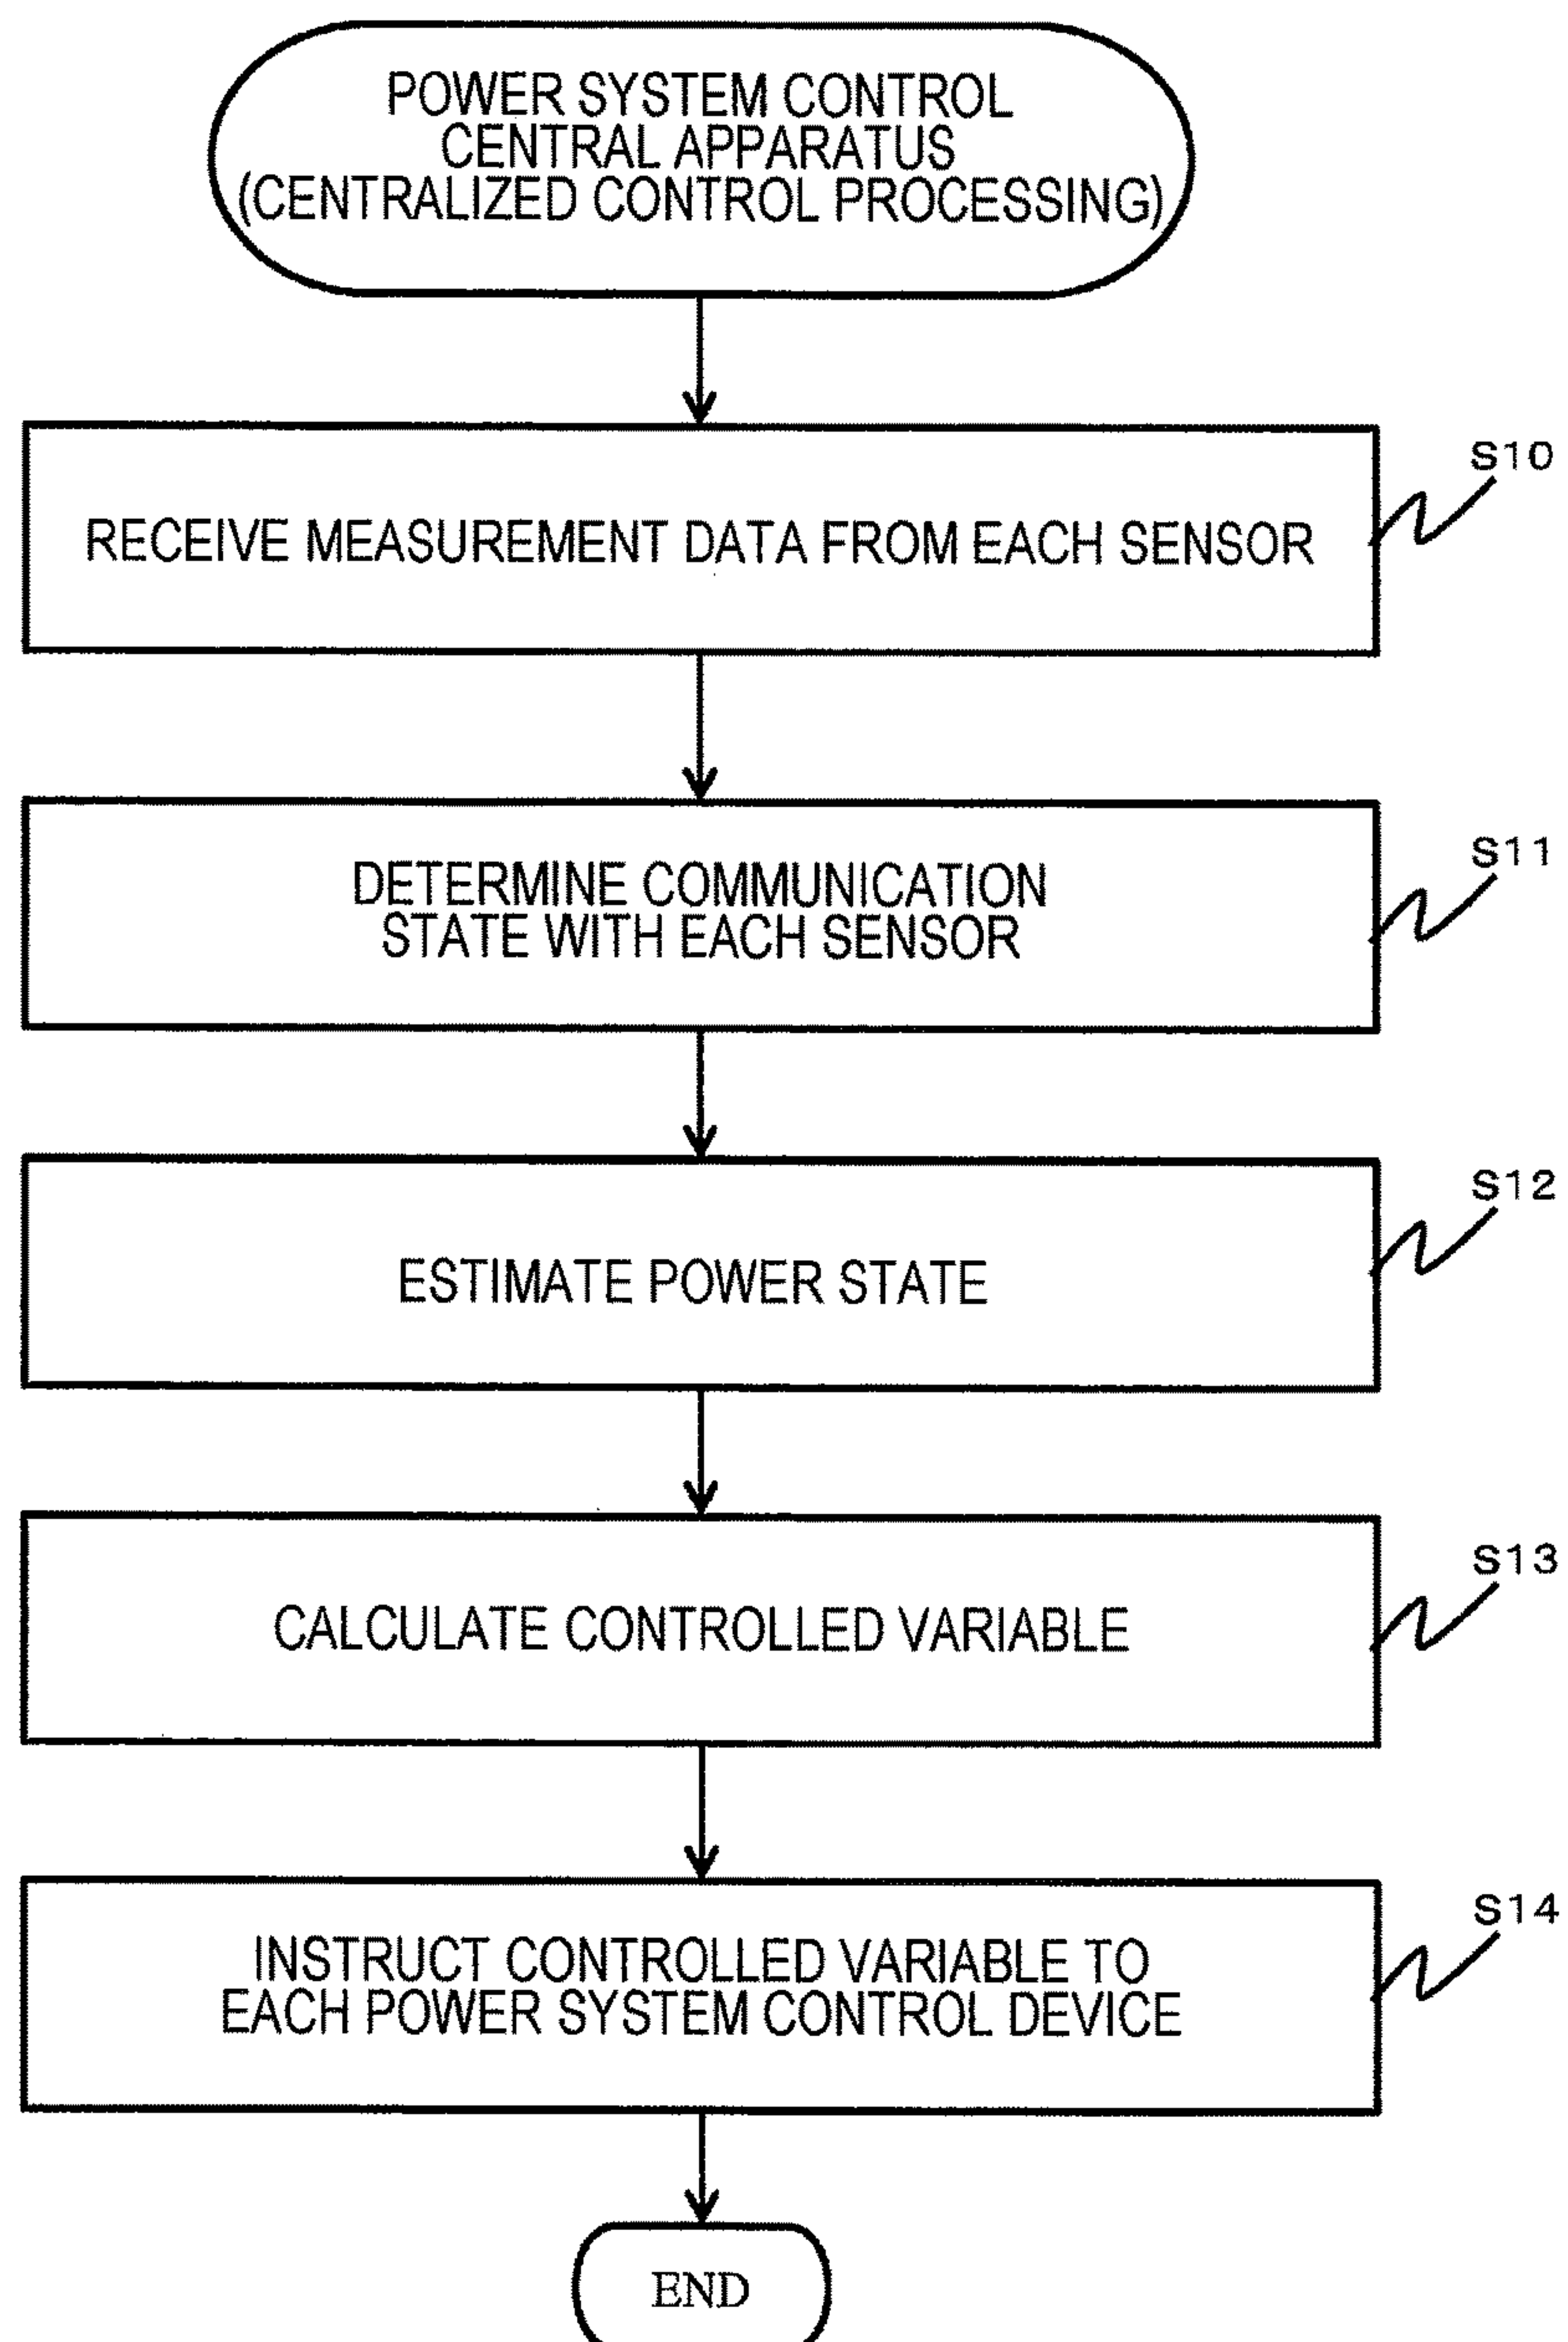 POWER SYSTEM CONTROL
CENTRAL APPARATUS
(CENTRALIZED CONTROL PROCESSING)
S10
RECEIVE MEASUREMENT DATA FROM EACH SENSOR
S11
DETERMINE COMMUNICATION
STATE WITH EACH SENSOR
S12
ESTIMATE POWER STATE
S13
CALCULATE CONTROLLED VARIABLE
S14
INSTRUCT CONTROLLED VARIABLE TO
EACH POWER SYSTEM CONTROL DEVICE
END